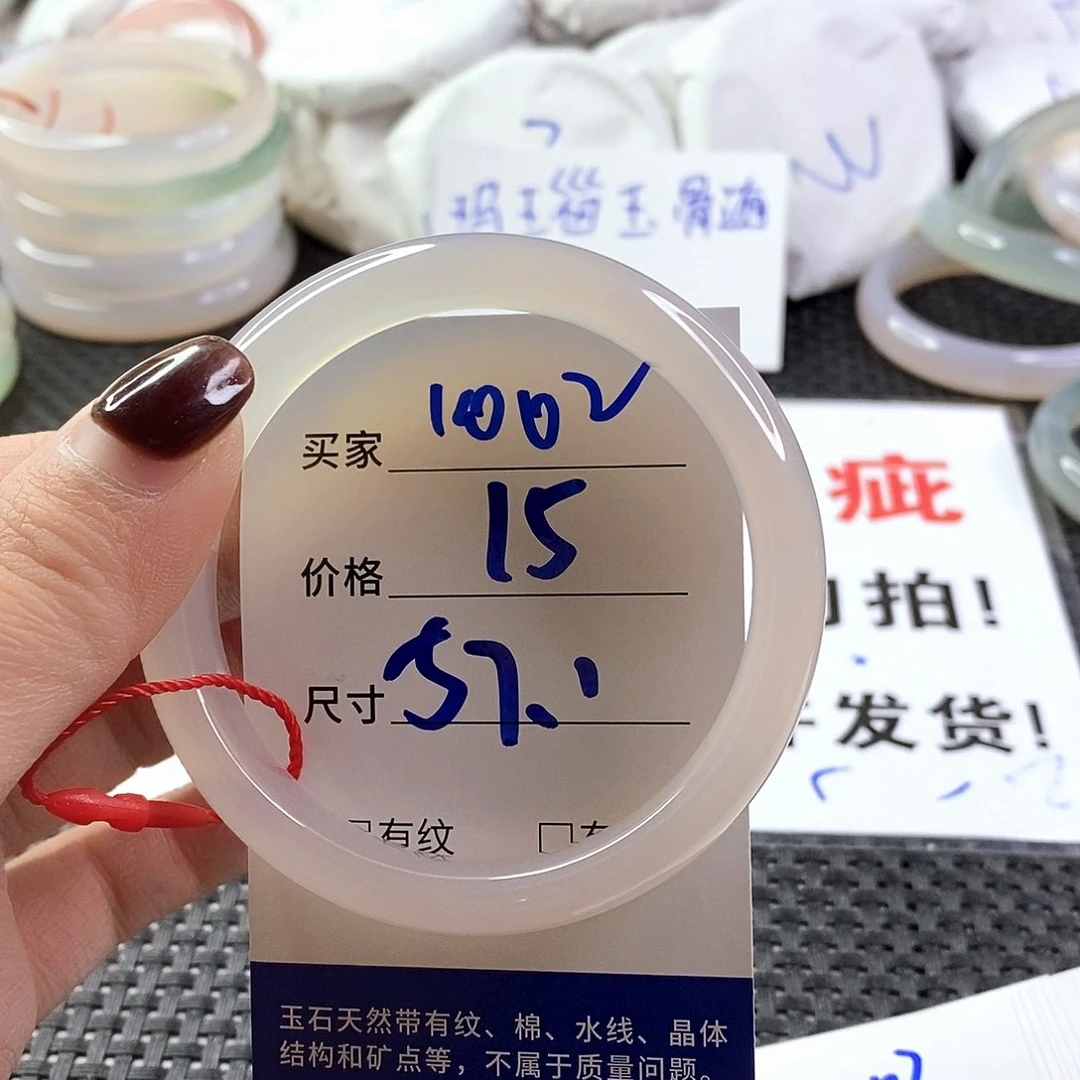 玛瑙玉骨髓
买家 1002
价格 15
尺寸 57.1
有纹
疵
拍!
发货!
玉石天然带有纹、棉、水线、晶体
结构和矿点等，不属于质量问题。